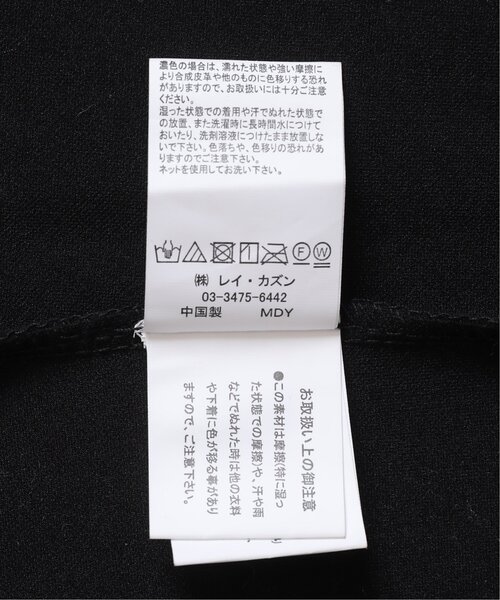 濃色の場合は、濡れた状態や強い摩擦に
より合成皮革や他のものに色移りする恐れ
がありますので、お取扱いには十分ご注意
ください。
湿った状態での着用や汗でぬれた状態で
の放置、また洗濯時に長時間水につけて
おいたり、洗剤溶液につけたまま放置しな
いで下さい。色落ちや、色移りの恐れがあ
りますのでご注意下さい。
ネットを使用してお洗い下さい。
F W
㈱ レイ・カズン
03-3475-6442
中国製 MDY
お取扱い上の御注意
●この素材は摩擦(特に湿っ
た状態での摩擦)や、汗や雨
などでぬれた時は他の衣料
や下着に色が移る事があり
ますので、ご注意下さい。